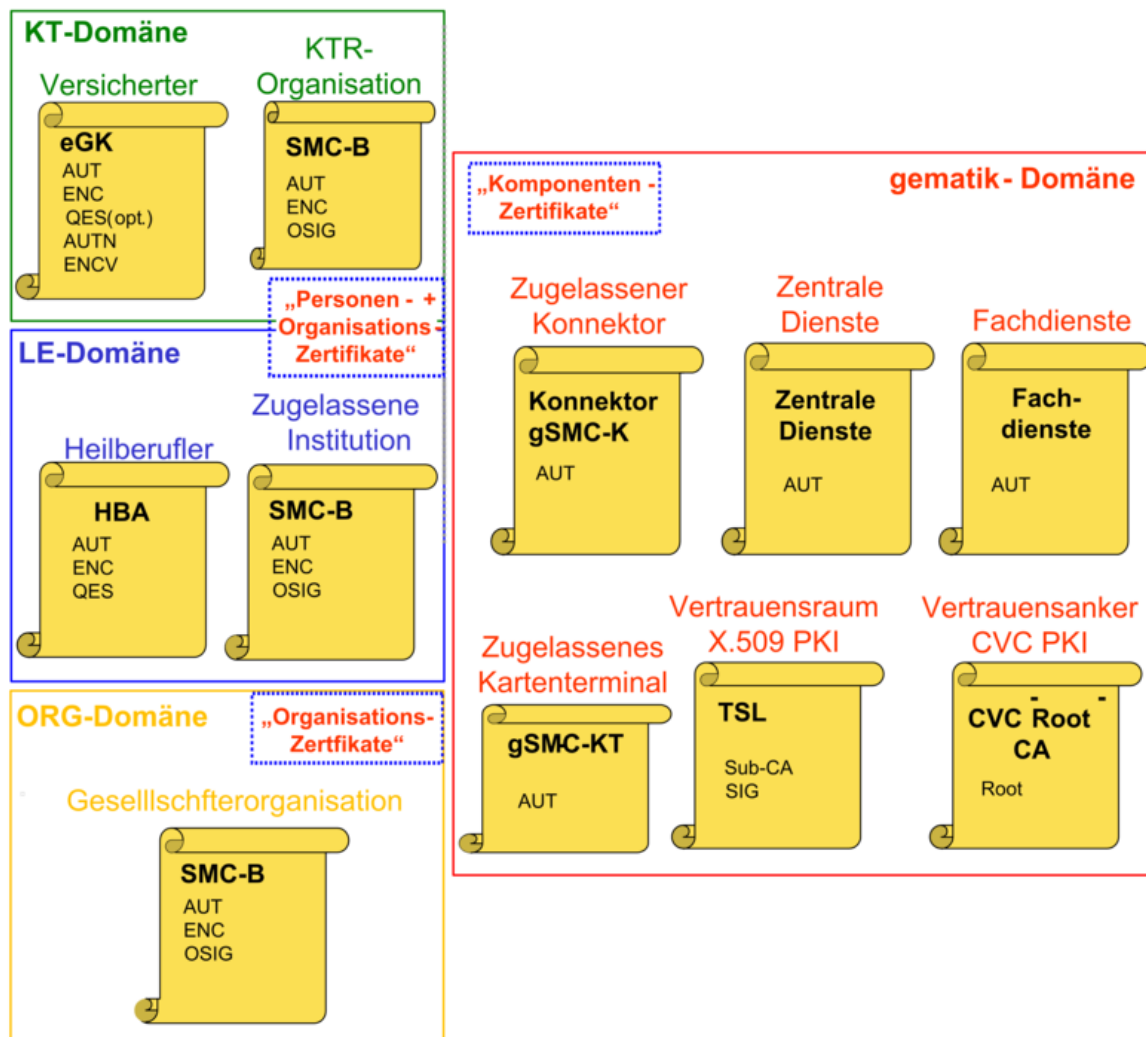 KT-Domäne
Versicherter
eGK
AUT
ENC
QES(opt.)
AUTN
ENCV
KTR-
Organisation
SMC-B
AUT
ENC
OSIG
„Personen - +
Organisations-
Zertifikate“
LE-Domäne
Heilberufler
HBA
AUT
ENC
QES
Zugelassene
Institution
SMC-B
AUT
ENC
OSIG
ORG-Domäne
„Organisations-
Zertfikate“
Geselllschfterorganisation
SMC-B
AUT
ENC
OSIG
„Komponenten -
Zertifikate“
gematik - Domäne
Zugelassener
Konnektor
Konnektor
gSMC-K
AUT
Zentrale
Dienste
Zentrale
Dienste
AUT
Fachdienste
Fach-
dienste
AUT
Zugelassenes
Kartenterminal
gSMC-KT
AUT
Vertrauensraum
X.509 PKI
TSL
Sub-CA
SIG
Vertrauensanker
CVC PKI
CVC - Root -
CA
Root